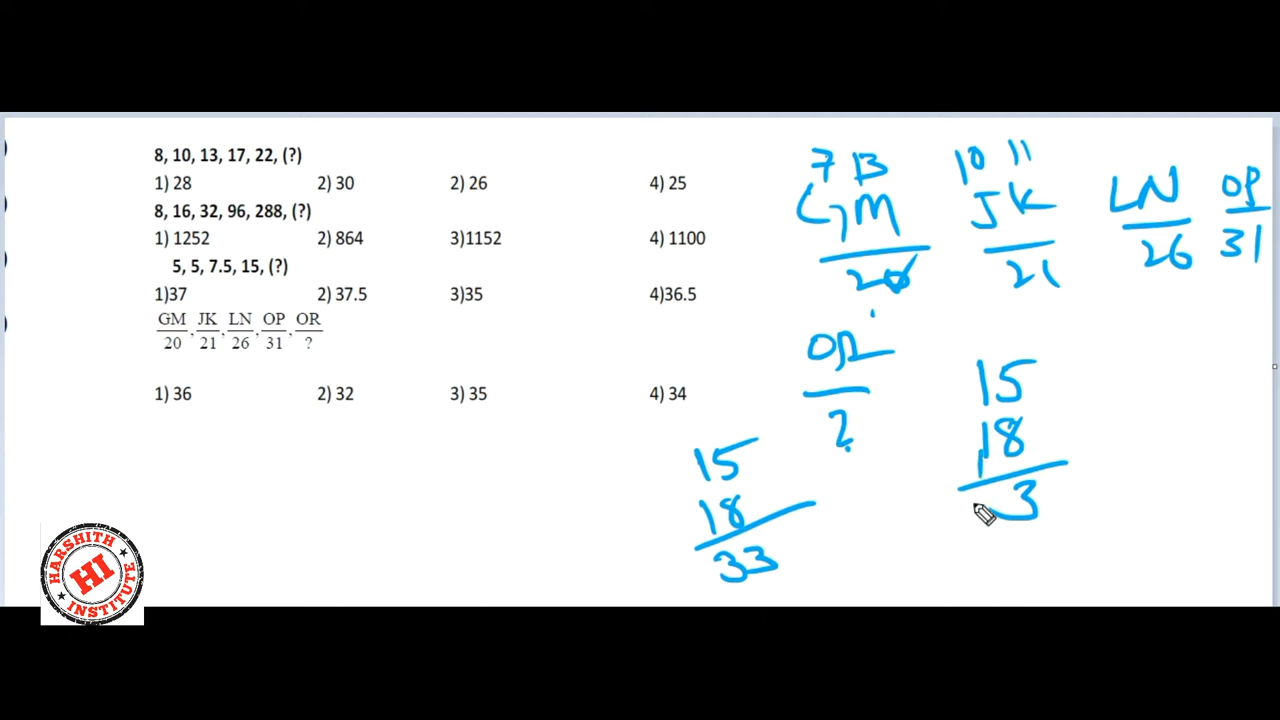 8, 10, 13, 17, 22, (?)
1) 28 2) 30 2) 26 4) 25
8, 16, 32, 96, 288, (?)
1) 1252 2) 864 3)1152 4) 1100
5, 5, 7.5, 15, (?)
1)37 2) 37.5 3)35 4)36.5
GM JK LN OP OR
20 , 21 , 26 , 31 , ?
1) 36 2) 32 3) 35 4) 34
7 13 10 11
GM JK LN OP
20 21 26 31
OR
?
15
18
33
15
18
3
HARSHITH
HI
INSTITUTE